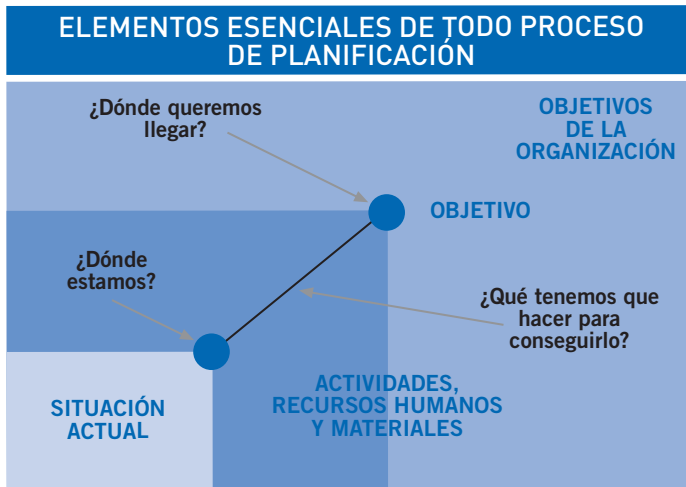 ELEMENTOS ESENCIALES DE TODO PROCESO
DE PLANIFICACIÓN
¿Dónde queremos
llegar?
OBJETIVOS
DE LA
ORGANIZACIÓN
OBJETIVO
¿Dónde
estamos?
¿Qué tenemos que
hacer para
conseguirlo?
SITUACIÓN
ACTUAL
ACTIVIDADES,
RECURSOS HUMANOS
Y MATERIALES